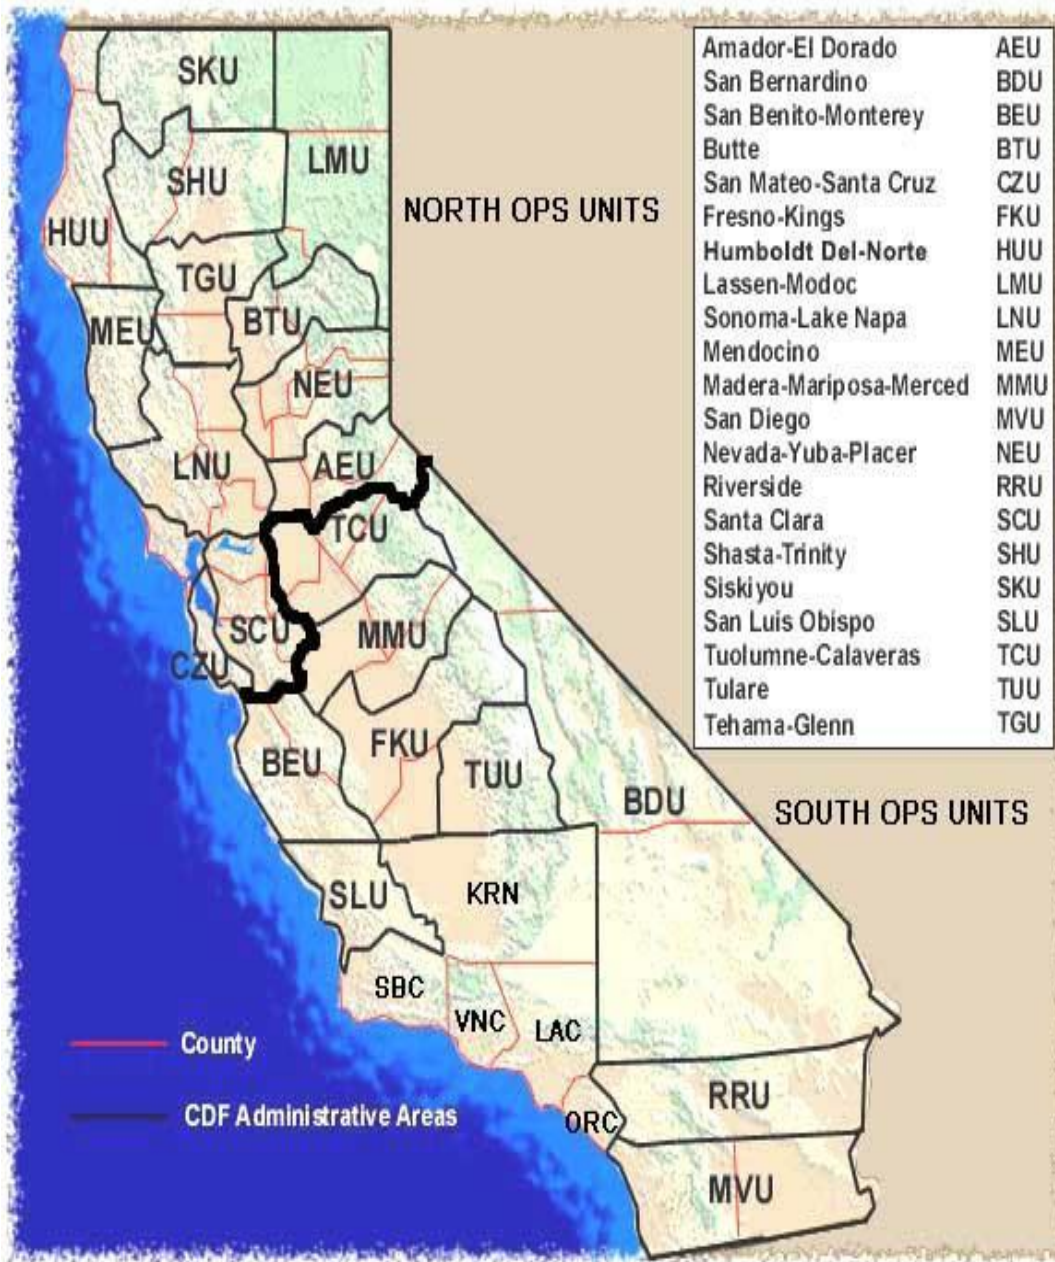 SKU
LMU
SHU
NORTH OPS UNITS
HUU
TGU
BTU
MEU
NEU
LNU
AEU
TCU
SCU
MMU
CZU
BEU
FKU
TUU
BDU
SOUTH OPS UNITS
SLU
KRN
SBC
VNC
LAC
RRU
ORC
MVU
County
CDF Administrative Areas
Amador-El Dorado AEU
San Bernardino BDU
San Benito-Monterey BEU
Butte BTU
San Mateo-Santa Cruz CZU
Fresno-Kings FKU
Humboldt Del-Norte HUU
Lassen-Modoc LMU
Sonoma-Lake Napa LNU
Mendocino MEU
Madera-Mariposa-Merced MMU
San Diego MVU
Nevada-Yuba-Placer NEU
Riverside RRU
Santa Clara SCU
Shasta-Trinity SHU
Siskiyou SKU
San Luis Obispo SLU
Tuolumne-Calaveras TCU
Tulare TUU
Tehama-Glenn TGU